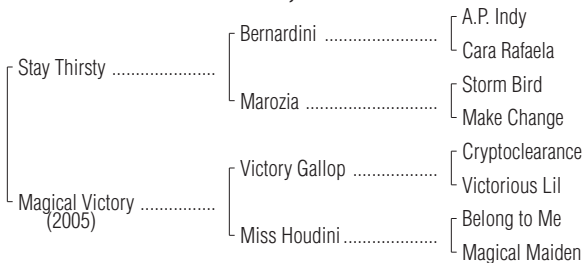 A.P. Indy
Bernardini ........................
Cara Rafaela
Stay Thirsty ......................
Storm Bird
Marozia ............................
Make Change
Cryptoclearance
Victory Gallop ..................
Victorious Lil
Magical Victory ................
(2005)
Belong to Me
Miss Houdini ....................
Magical Maiden